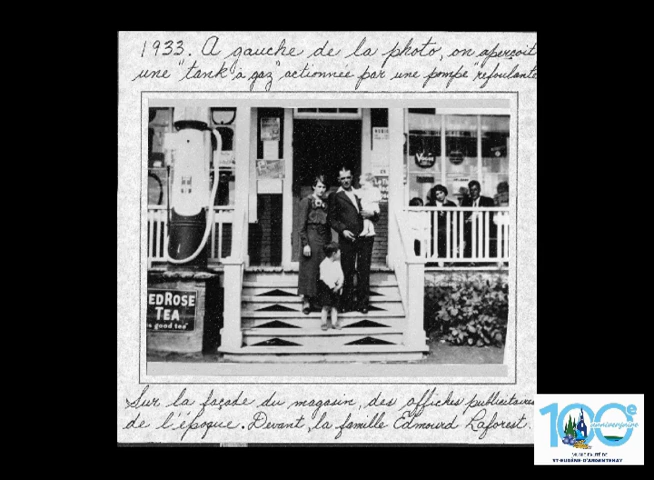 1933. A gauche de la photo, on aperçoit
une "tank à gaz" actionnée par une pompe "refoulante
EDROSE
TEA
is good tea"
Sur la façade du magasin, des affiches publicitaires
de l'époque. Devant, la famille Edmourd Laforest.
100e
anniversaire
ST-EUGÈNE-D'ARGENTENAY